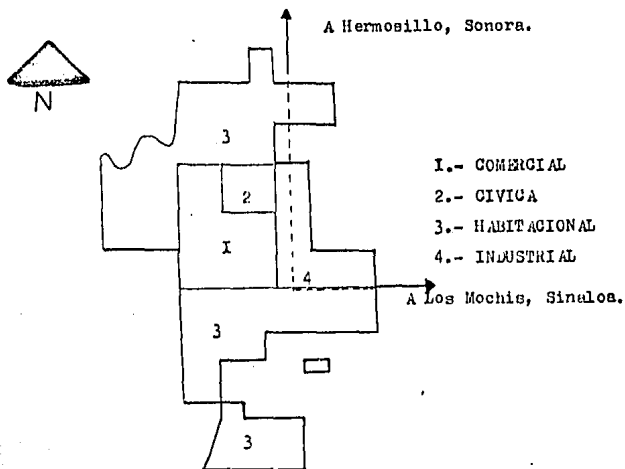 A Hermosillo, Sonora.
N
3
I.- COMERCIAL
2
2.- CIVICA
3.- HABITACIONAL
I
4.- INDUSTRIAL
4
A Los Mochis, Sinaloa.
3
3